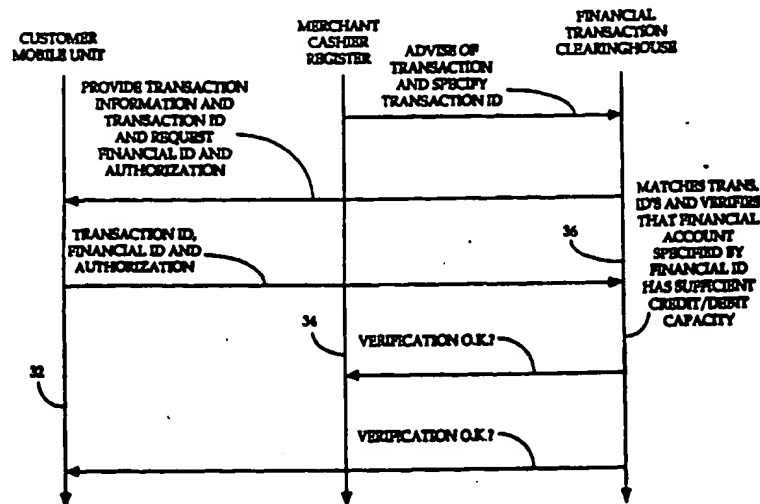 CUSTOMER
MOBILE UNIT
MERCHANT
CASHIER
REGISTER
FINANCIAL
TRANSACTION
CLEARINGHOUSE
ADVISE OF
TRANSACTION
AND SPECIFY
TRANSACTION ID
PROVIDE TRANSACTION
INFORMATION AND
TRANSACTION ID
AND REQUEST
FINANCIAL ID AND
AUTHORIZATION
MATCHES TRANS.
ID'S AND VERIFIES
THAT FINANCIAL
ACCOUNT
SPECIFIED BY
FINANCIAL ID
HAS SUFFICIENT
CREDIT/DEBIT
CAPACITY
36
TRANSACTION ID,
FINANCIAL ID AND
AUTHORIZATION
34
VERIFICATION O.K.?
32
VERIFICATION O.K.?